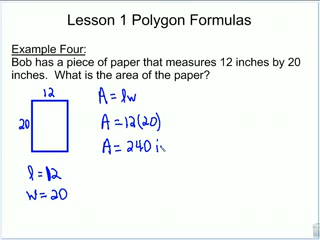 Lesson 1 Polygon Formulas
Example Four:
Bob has a piece of paper that measures 12 inches by 20
inches.  What is the area of the paper?
12
20
A = lw
A = 12(20)
A = 240 i
l = 12
w = 20